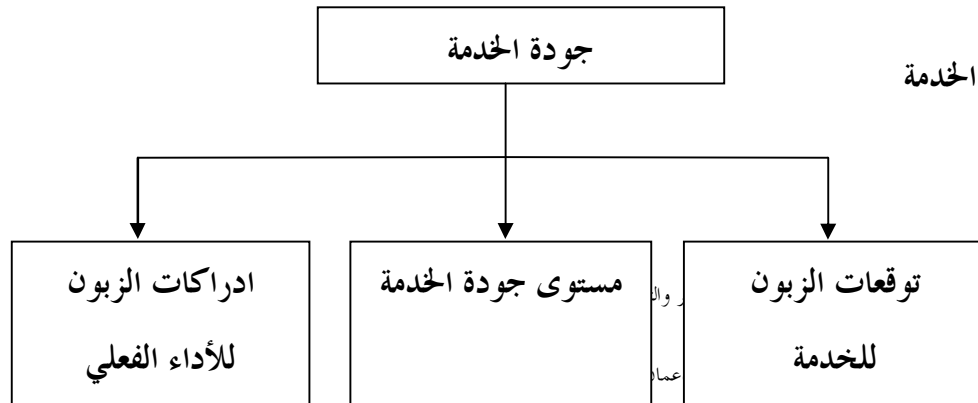 جودة الخدمة
الخدمة
توقعات الزبون
للخدمة
مستوى جودة الخدمة
ادراكات الزبون
للأداء الفعلي